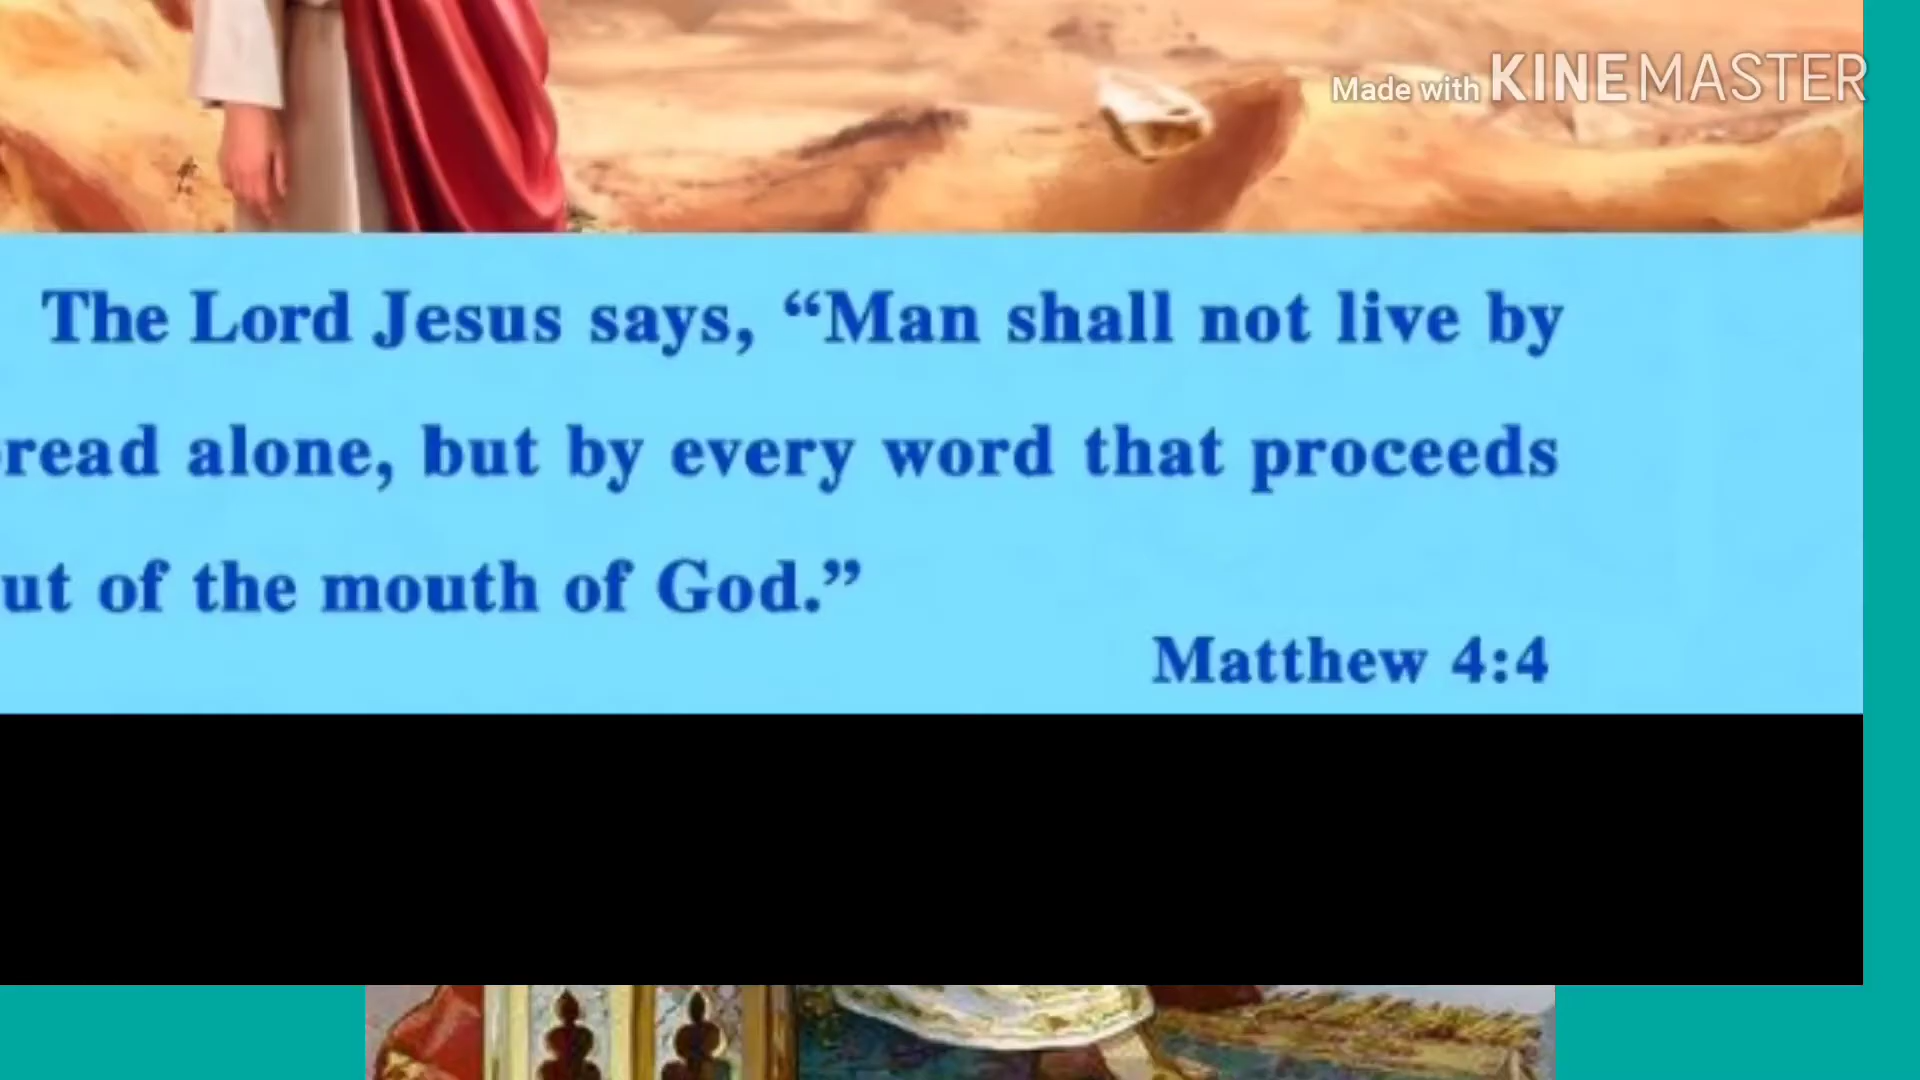 Made with KINEMASTER
The Lord Jesus says, “Man shall not live by
read alone, but by every word that proceeds
ut of the mouth of God.”
Matthew 4:4